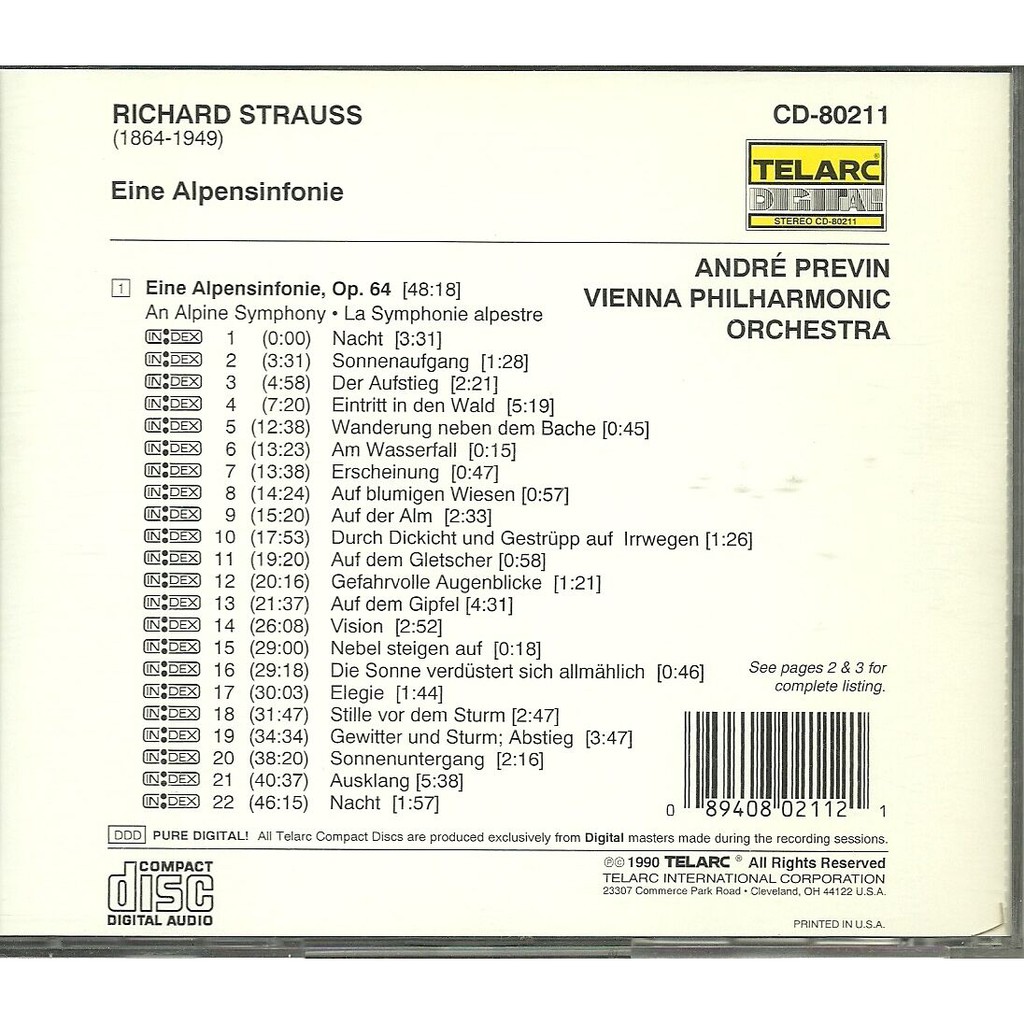 RICHARD STRAUSS
(1864-1949)
Eine Alpensinfonie
CD-80211
TELARC®
DIGITAL
STEREO CD-80211
ANDRÉ PREVIN
VIENNA PHILHARMONIC
ORCHESTRA
1 Eine Alpensinfonie, Op. 64 [48:18]
An Alpine Symphony • La Symphonie alpestre
INDEX 1 (0:00) Nacht [3:31]
INDEX 2 (3:31) Sonnenaufgang [1:28]
INDEX 3 (4:58) Der Aufstieg [2:21]
INDEX 4 (7:20) Eintritt in den Wald [5:19]
INDEX 5 (12:38) Wanderung neben dem Bache [0:45]
INDEX 6 (13:23) Am Wasserfall [0:15]
INDEX 7 (13:38) Erscheinung [0:47]
INDEX 8 (14:24) Auf blumigen Wiesen [0:57]
INDEX 9 (15:20) Auf der Alm [2:33]
INDEX 10 (17:53) Durch Dickicht und Gestrüpp auf Irrwegen [1:26]
INDEX 11 (19:20) Auf dem Gletscher [0:58]
INDEX 12 (20:16) Gefahrvolle Augenblicke [1:21]
INDEX 13 (21:37) Auf dem Gipfel [4:31]
INDEX 14 (26:08) Vision [2:52]
INDEX 15 (29:00) Nebel steigen auf [0:18]
INDEX 16 (29:18) Die Sonne verdüstert sich allmählich [0:46]
INDEX 17 (30:03) Elegie [1:44]
INDEX 18 (31:47) Stille vor dem Sturm [2:47]
INDEX 19 (34:34) Gewitter und Sturm; Abstieg [3:47]
INDEX 20 (38:20) Sonnenuntergang [2:16]
INDEX 21 (40:37) Ausklang [5:38]
INDEX 22 (46:15) Nacht [1:57]
See pages 2 & 3 for
complete listing.
0 89408 02112 1
DDD PURE DIGITAL! All Telarc Compact Discs are produced exclusively from Digital masters made during the recording sessions.
COMPACT
disc
DIGITAL AUDIO
℗© 1990 TELARC® All Rights Reserved
TELARC INTERNATIONAL CORPORATION
23307 Commerce Park Road • Cleveland, OH 44122 U.S.A.
PRINTED IN U.S.A.